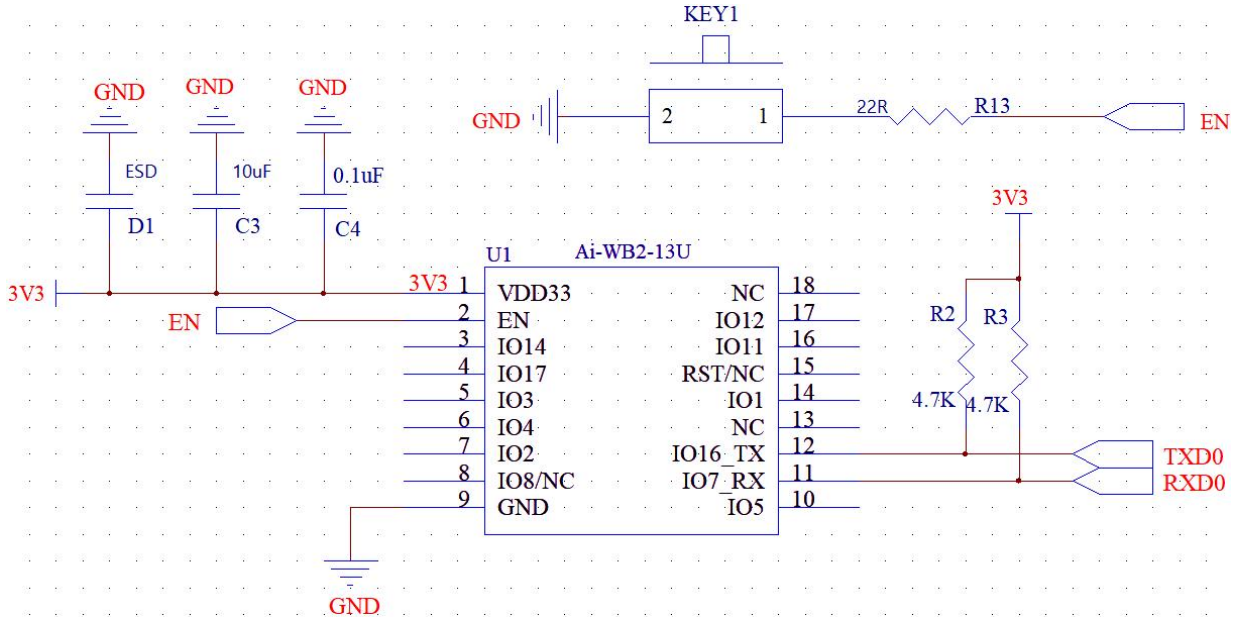 KEY1
GND GND GND
GND 2 1 22R R13 EN
ESD 10uF 0.1uF
D1 C3 C4
3V3
U1 Ai-WB2-13U
3V3 3V3 1 VDD33 NC 18
EN 2 EN IO12 17
3 IO14 IO11 16
R2 R3
4 IO17 RST/NC 15
5 IO3 IO1 14
4.7K 4.7K
6 IO4 NC 13
7 IO2 IO16_TX 12 TXD0
8 IO8/NC IO7_RX 11 RXD0
9 GND IO5 10
GND